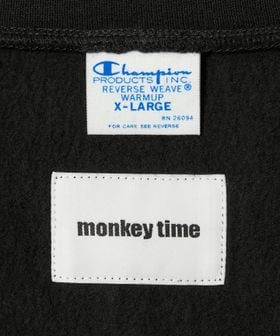 Champion
PRODUCTS INC.
REVERSE WEAVE®
WARMUP
X-LARGE
RN 26094
*FOR CARE SEE REVERSE
monkey time